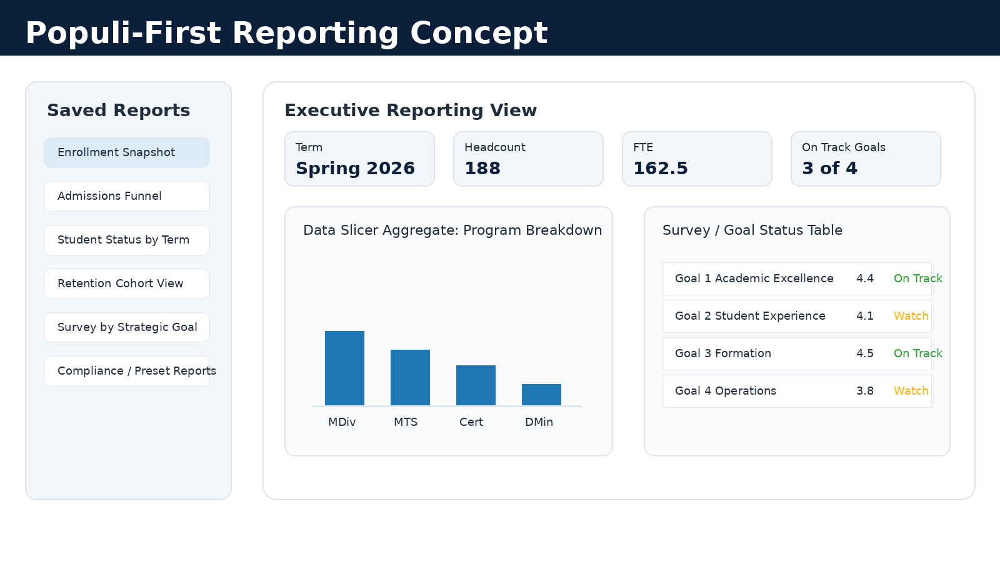 Populi-First Reporting Concept
Saved Reports
Enrollment Snapshot
Admissions Funnel
Student Status by Term
Retention Cohort View
Survey by Strategic Goal
Compliance / Preset Reports
Executive Reporting View
Term
Spring 2026
Headcount
188
FTE
162.5
On Track Goals
3 of 4
Data Slicer Aggregate: Program Breakdown
MDiv
MTS
Cert
DMin
Survey / Goal Status Table
Goal 1 Academic Excellence 4.4 On Track
Goal 2 Student Experience 4.1 Watch
Goal 3 Formation 4.5 On Track
Goal 4 Operations 3.8 Watch